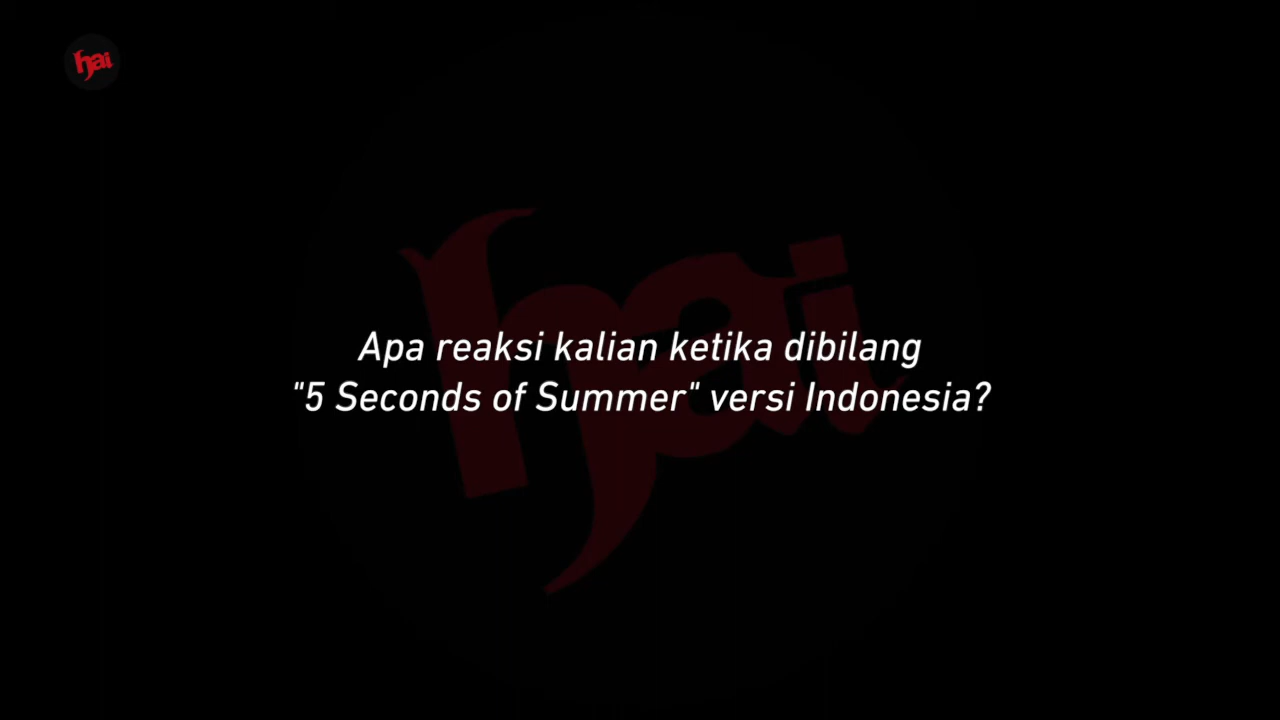 hai
Apa reaksi kalian ketika dibilang
"5 Seconds of Summer" versi Indonesia?
hai